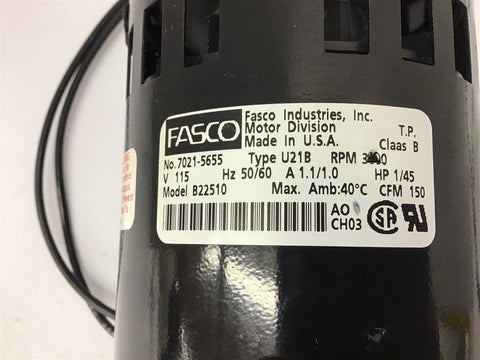 FASCO
Fasco Industries, Inc.
Motor Division
Made in U.S.A.
T.P.
Claas B
No. 7021-5655 Type U21B RPM
V 115 Hz 50/60 A 1.1/1.0 HP 1/45
Model B22510 Max. Amb:40°C CFM 150
AO
CH03
SA